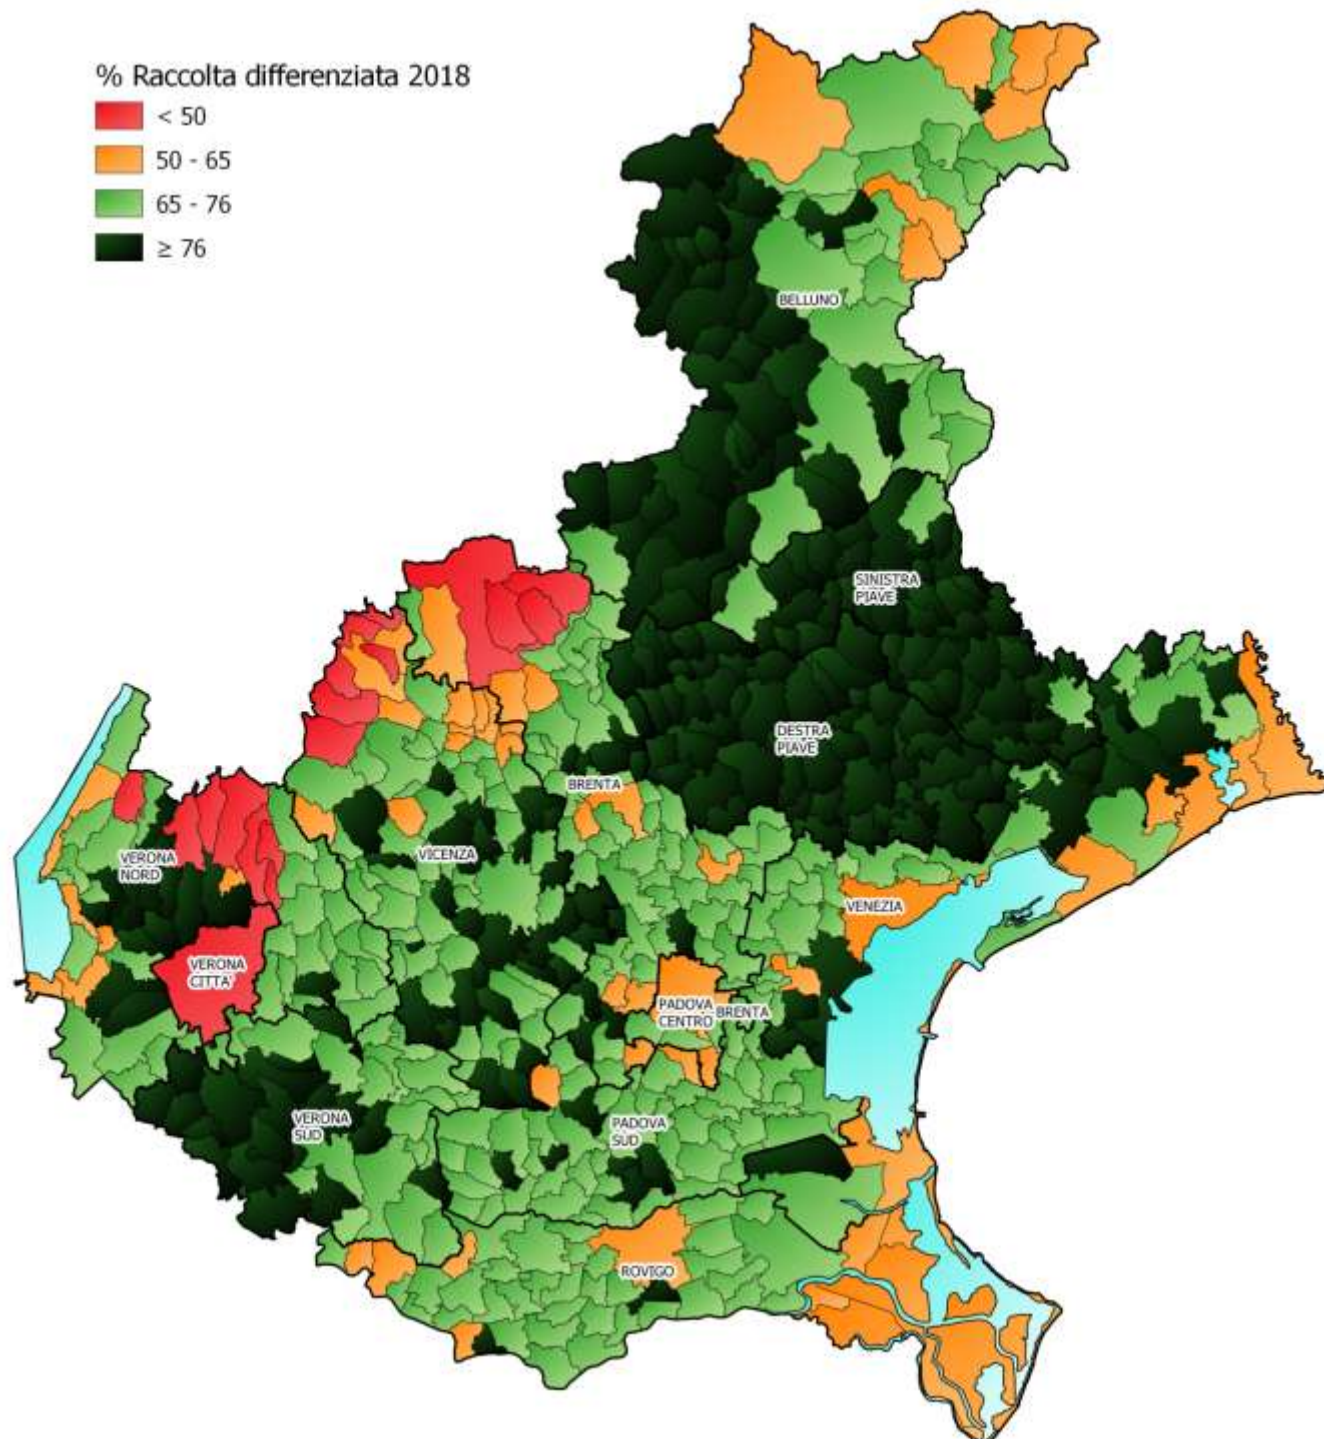 % Raccolta differenziata 2018
< 50
50 - 65
65 - 76
≥ 76
BELLUNO
SINISTRA
PIAVE
DESTRA
PIAVE
BRENTA
VICENZA
VERONA
NORD
VENEZIA
VERONA
CITTA'
PADOVA
CENTRO
BRENTA
VERONA
SUD
PADOVA
SUD
ROVIGO